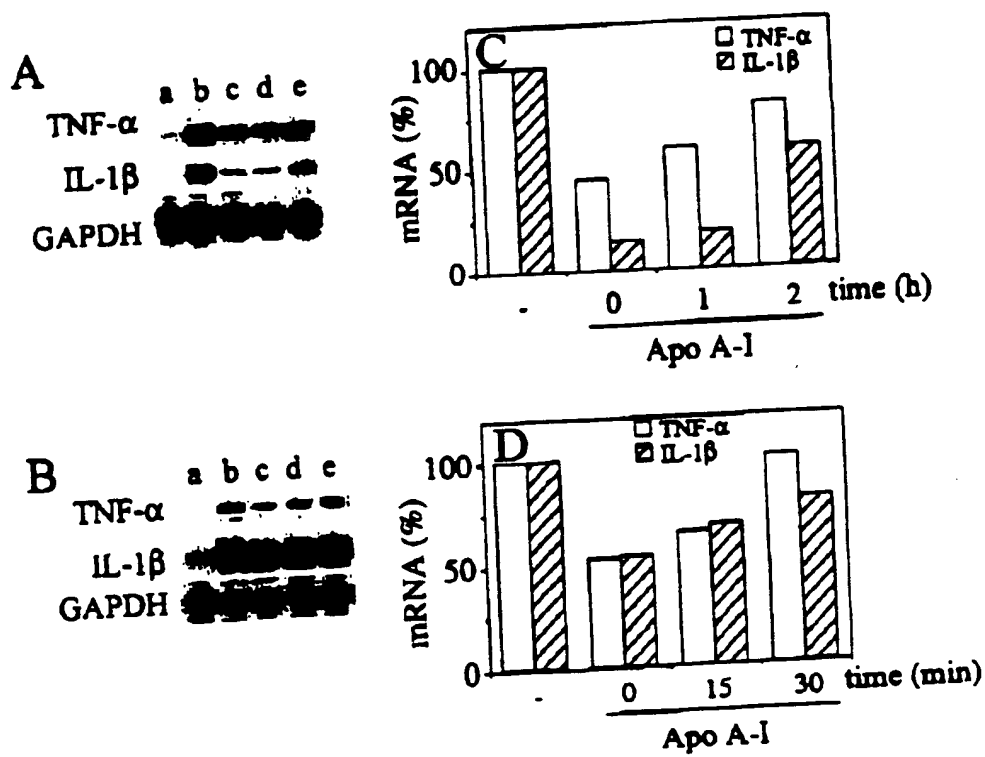 A
a b c d e
TNF-α
IL-1β
GAPDH
C
TNF-α
IL-1β
100
50
0
mRNA (%)
- 0 1 2 time (h)
Apo A-I
B
a b c d e
TNF-α
IL-1β
GAPDH
D
TNF-α
IL-1β
100
50
0
mRNA (%)
- 0 15 30 time (min)
Apo A-I